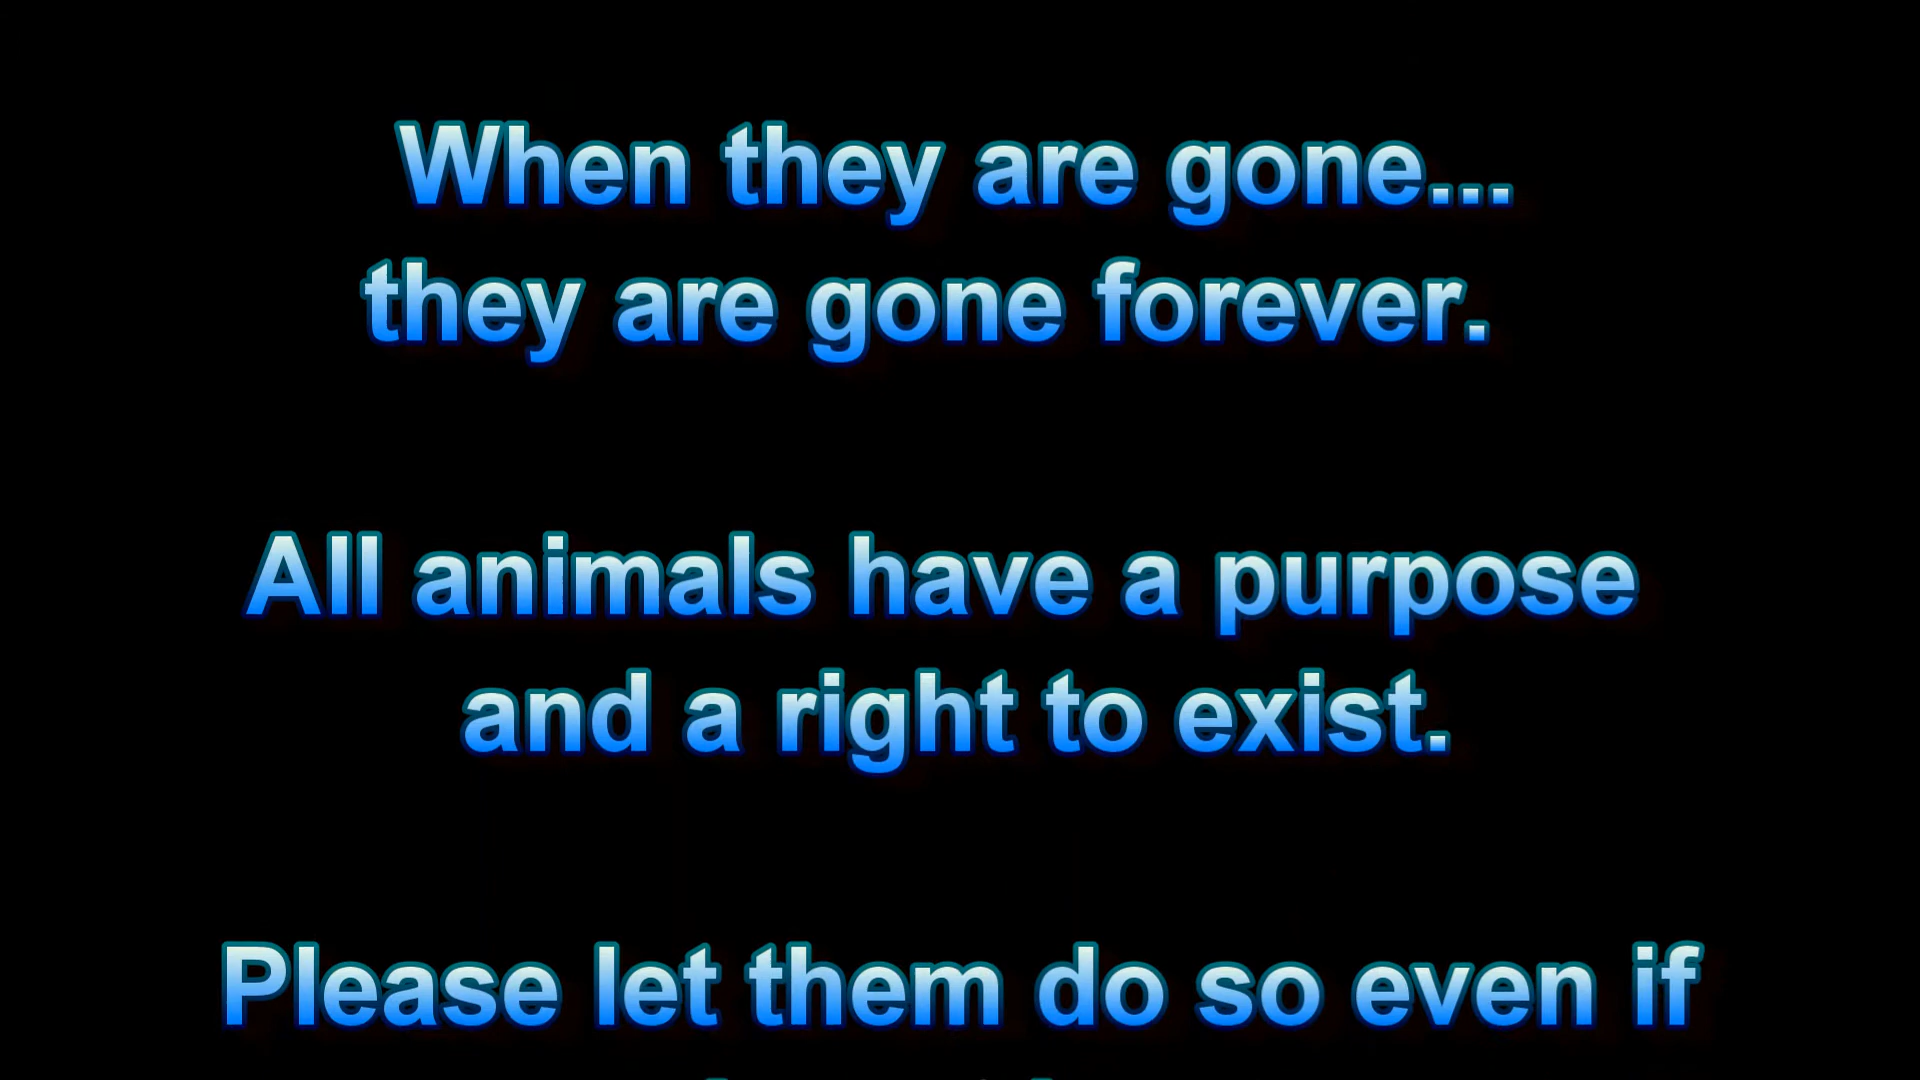 When they are gone...
they are gone forever.
All animals have a purpose
and a right to exist.
Please let them do so even if